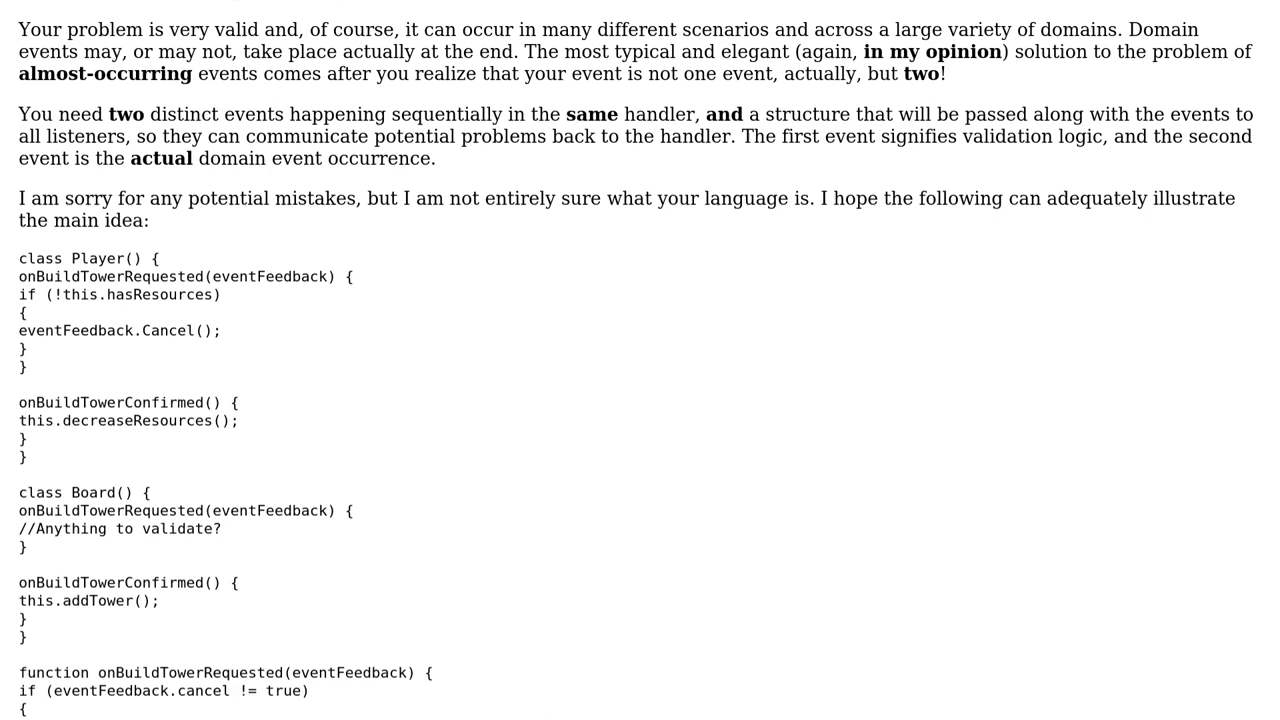 Your problem is very valid and, of course, it can occur in many different scenarios and across a large variety of domains. Domain
events may, or may not, take place actually at the end. The most typical and elegant (again, in my opinion) solution to the problem of
almost-occurring events comes after you realize that your event is not one event, actually, but two!
You need two distinct events happening sequentially in the same handler, and a structure that will be passed along with the events to
all listeners, so they can communicate potential problems back to the handler. The first event signifies validation logic, and the second
event is the actual domain event occurrence.
I am sorry for any potential mistakes, but I am not entirely sure what your language is. I hope the following can adequately illustrate
the main idea:
class Player() {
onBuildTowerRequested(eventFeedback) {
if (!this.hasResources)
{
eventFeedback.Cancel();
}
}
onBuildTowerConfirmed() {
this.decreaseResources();
}
}
class Board() {
onBuildTowerRequested(eventFeedback) {
//Anything to validate?
}
onBuildTowerConfirmed() {
this.addTower();
}
}
function onBuildTowerRequested(eventFeedback) {
if (eventFeedback.cancel != true)
{